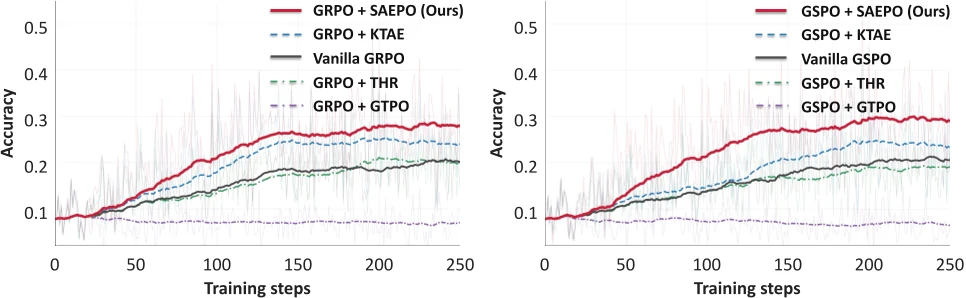 GRPO + SAEPO (Ours)
GRPO + KTAE
Vanilla GRPO
GRPO + THR
GRPO + GTPO
Accuracy
0.5
0.4
0.3
0.2
0.1
0 50 100 150 200 250
Training steps
GSPO + SAEPO (Ours)
GSPO + KTAE
Vanilla GSPO
GSPO + THR
GSPO + GTPO
Accuracy
0.5
0.4
0.3
0.2
0.1
0 50 100 150 200 250
Training steps